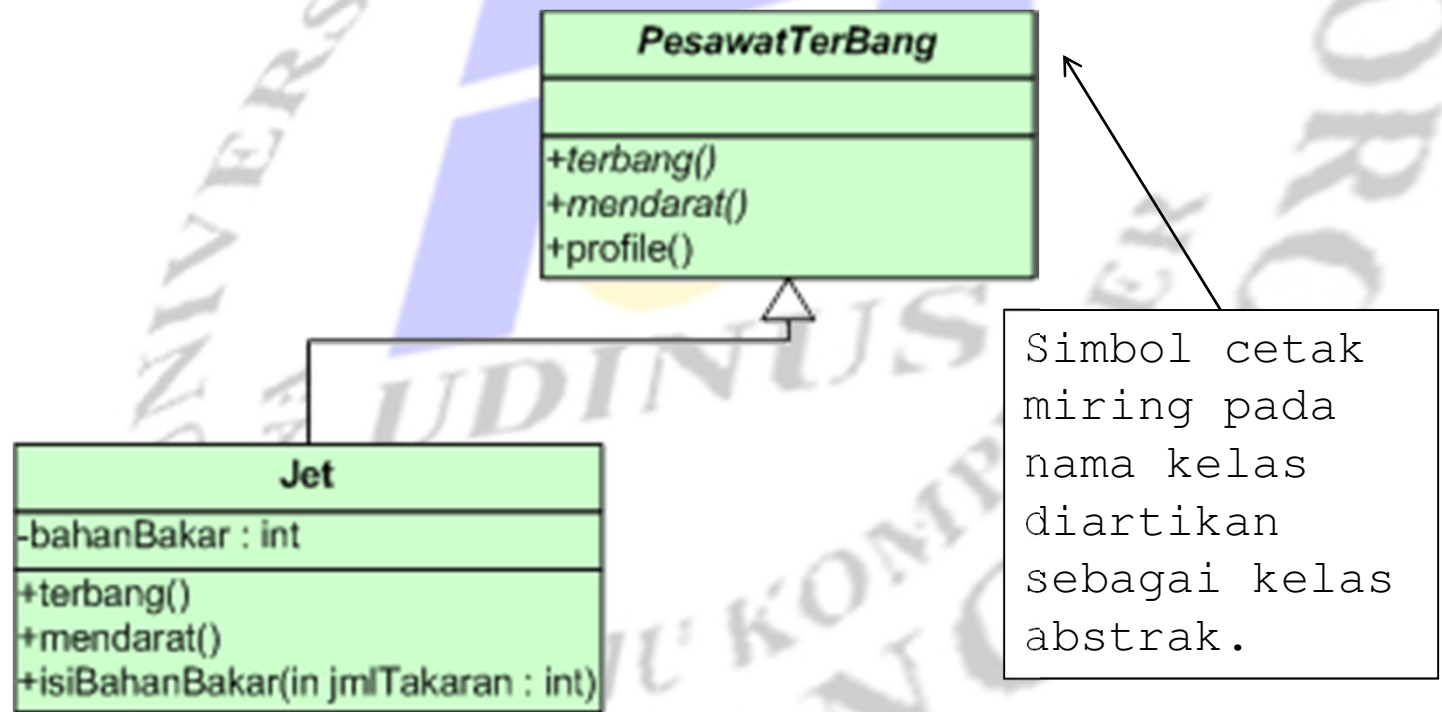 PesawatTerBang
+terbang()
+mendarat()
+profile()
Simbol cetak
miring pada
nama kelas
diartikan
sebagai kelas
abstrak.
Jet
-bahanBakar : int
+terbang()
+mendarat()
+isiBahanBakar(in jmlTakaran : int)
UDINUS